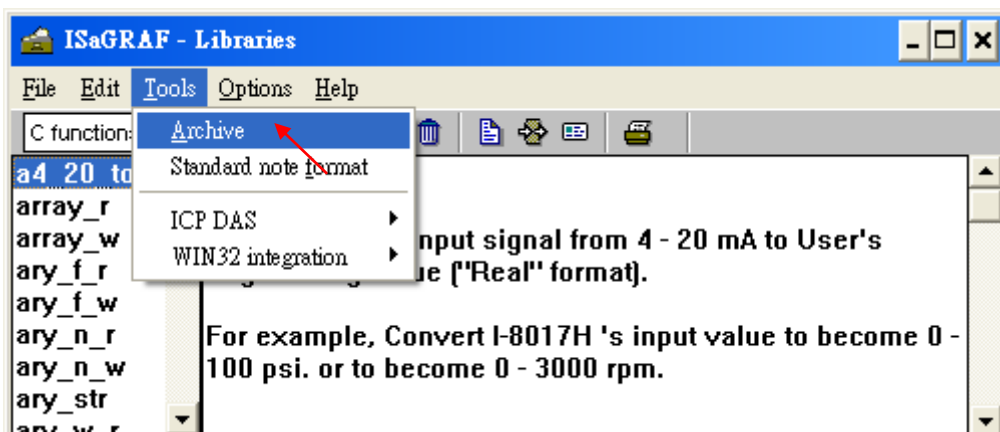 ISaGRAF - Libraries
File Edit Tools Options Help
C function
Archive
Standard note format
ICP DAS
WIN32 integration
a4_20_to
array_r
array_w
ary_f_r
ary_f_w
ary_n_r
ary_n_w
ary_str
ary_w_r
nput signal from 4 - 20 mA to User's
ue ("Real" format).
For example, Convert I-8017H 's input value to become 0 -
100 psi. or to become 0 - 3000 rpm.